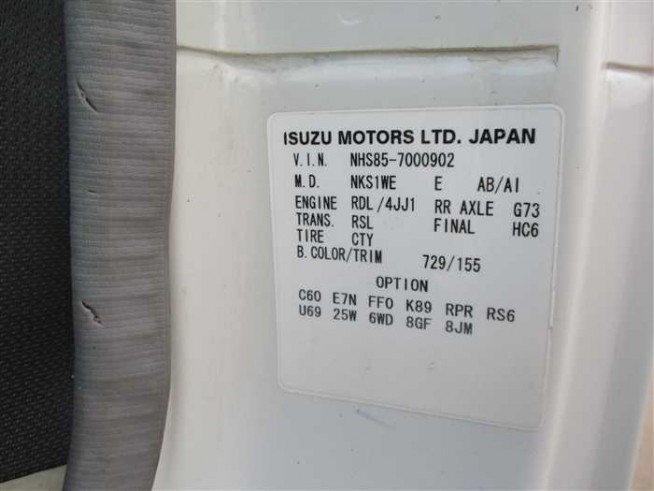 ISUZU MOTORS LTD. JAPAN
V.I.N. NHS85-7000902
M.D. NKS1WE E AB/AI
ENGINE RDL/4JJ1 RR AXLE G73
TRANS. RSL FINAL HC6
TIRE CTY
B.COLOR/TRIM 729/155
OPTION
C60 E7N FF0 K89 RPR RS6
U69 25W 6WD 8GF 8JM